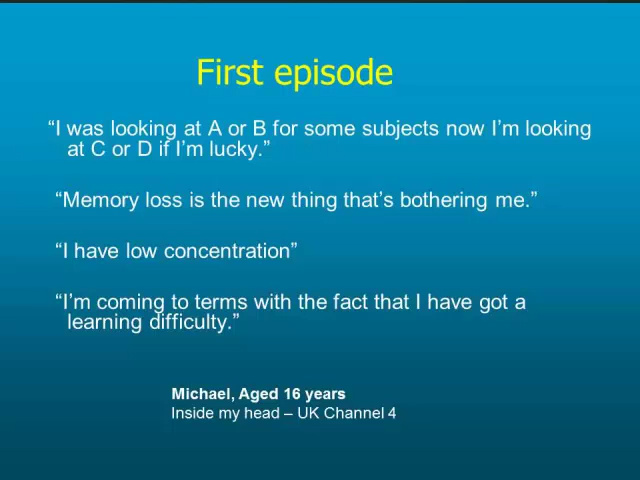 First episode
“I was looking at A or B for some subjects now I’m looking
at C or D if I’m lucky.”
“Memory loss is the new thing that’s bothering me.”
“I have low concentration”
“I’m coming to terms with the fact that I have got a
learning difficulty.”
Michael, Aged 16 years
Inside my head – UK Channel 4